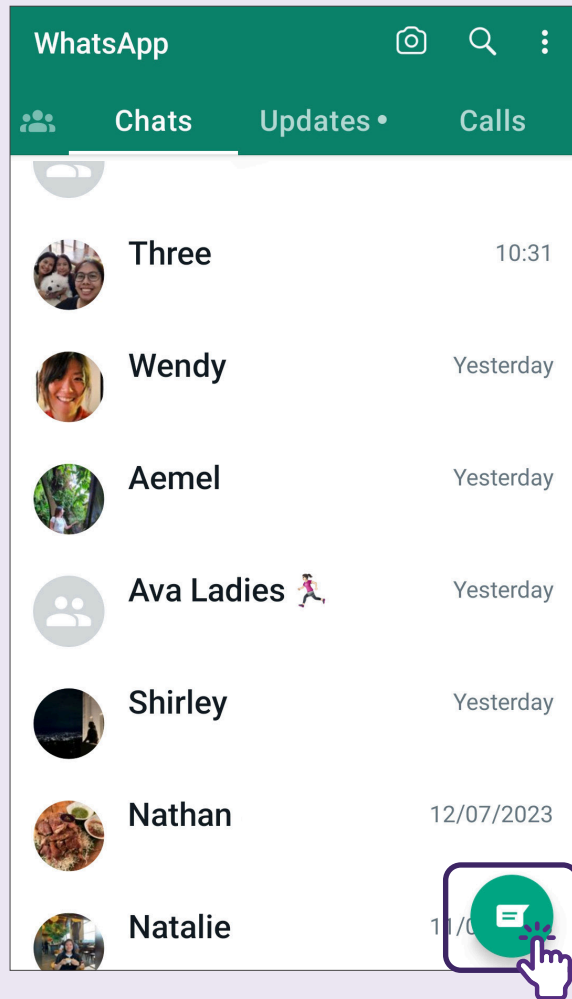 WhatsApp
Chats Updates Calls
Three 10:31
Wendy Yesterday
Aemel Yesterday
Ava Ladies 🏃🏻‍♀️ Yesterday
Shirley Yesterday
Nathan 12/07/2023
Natalie